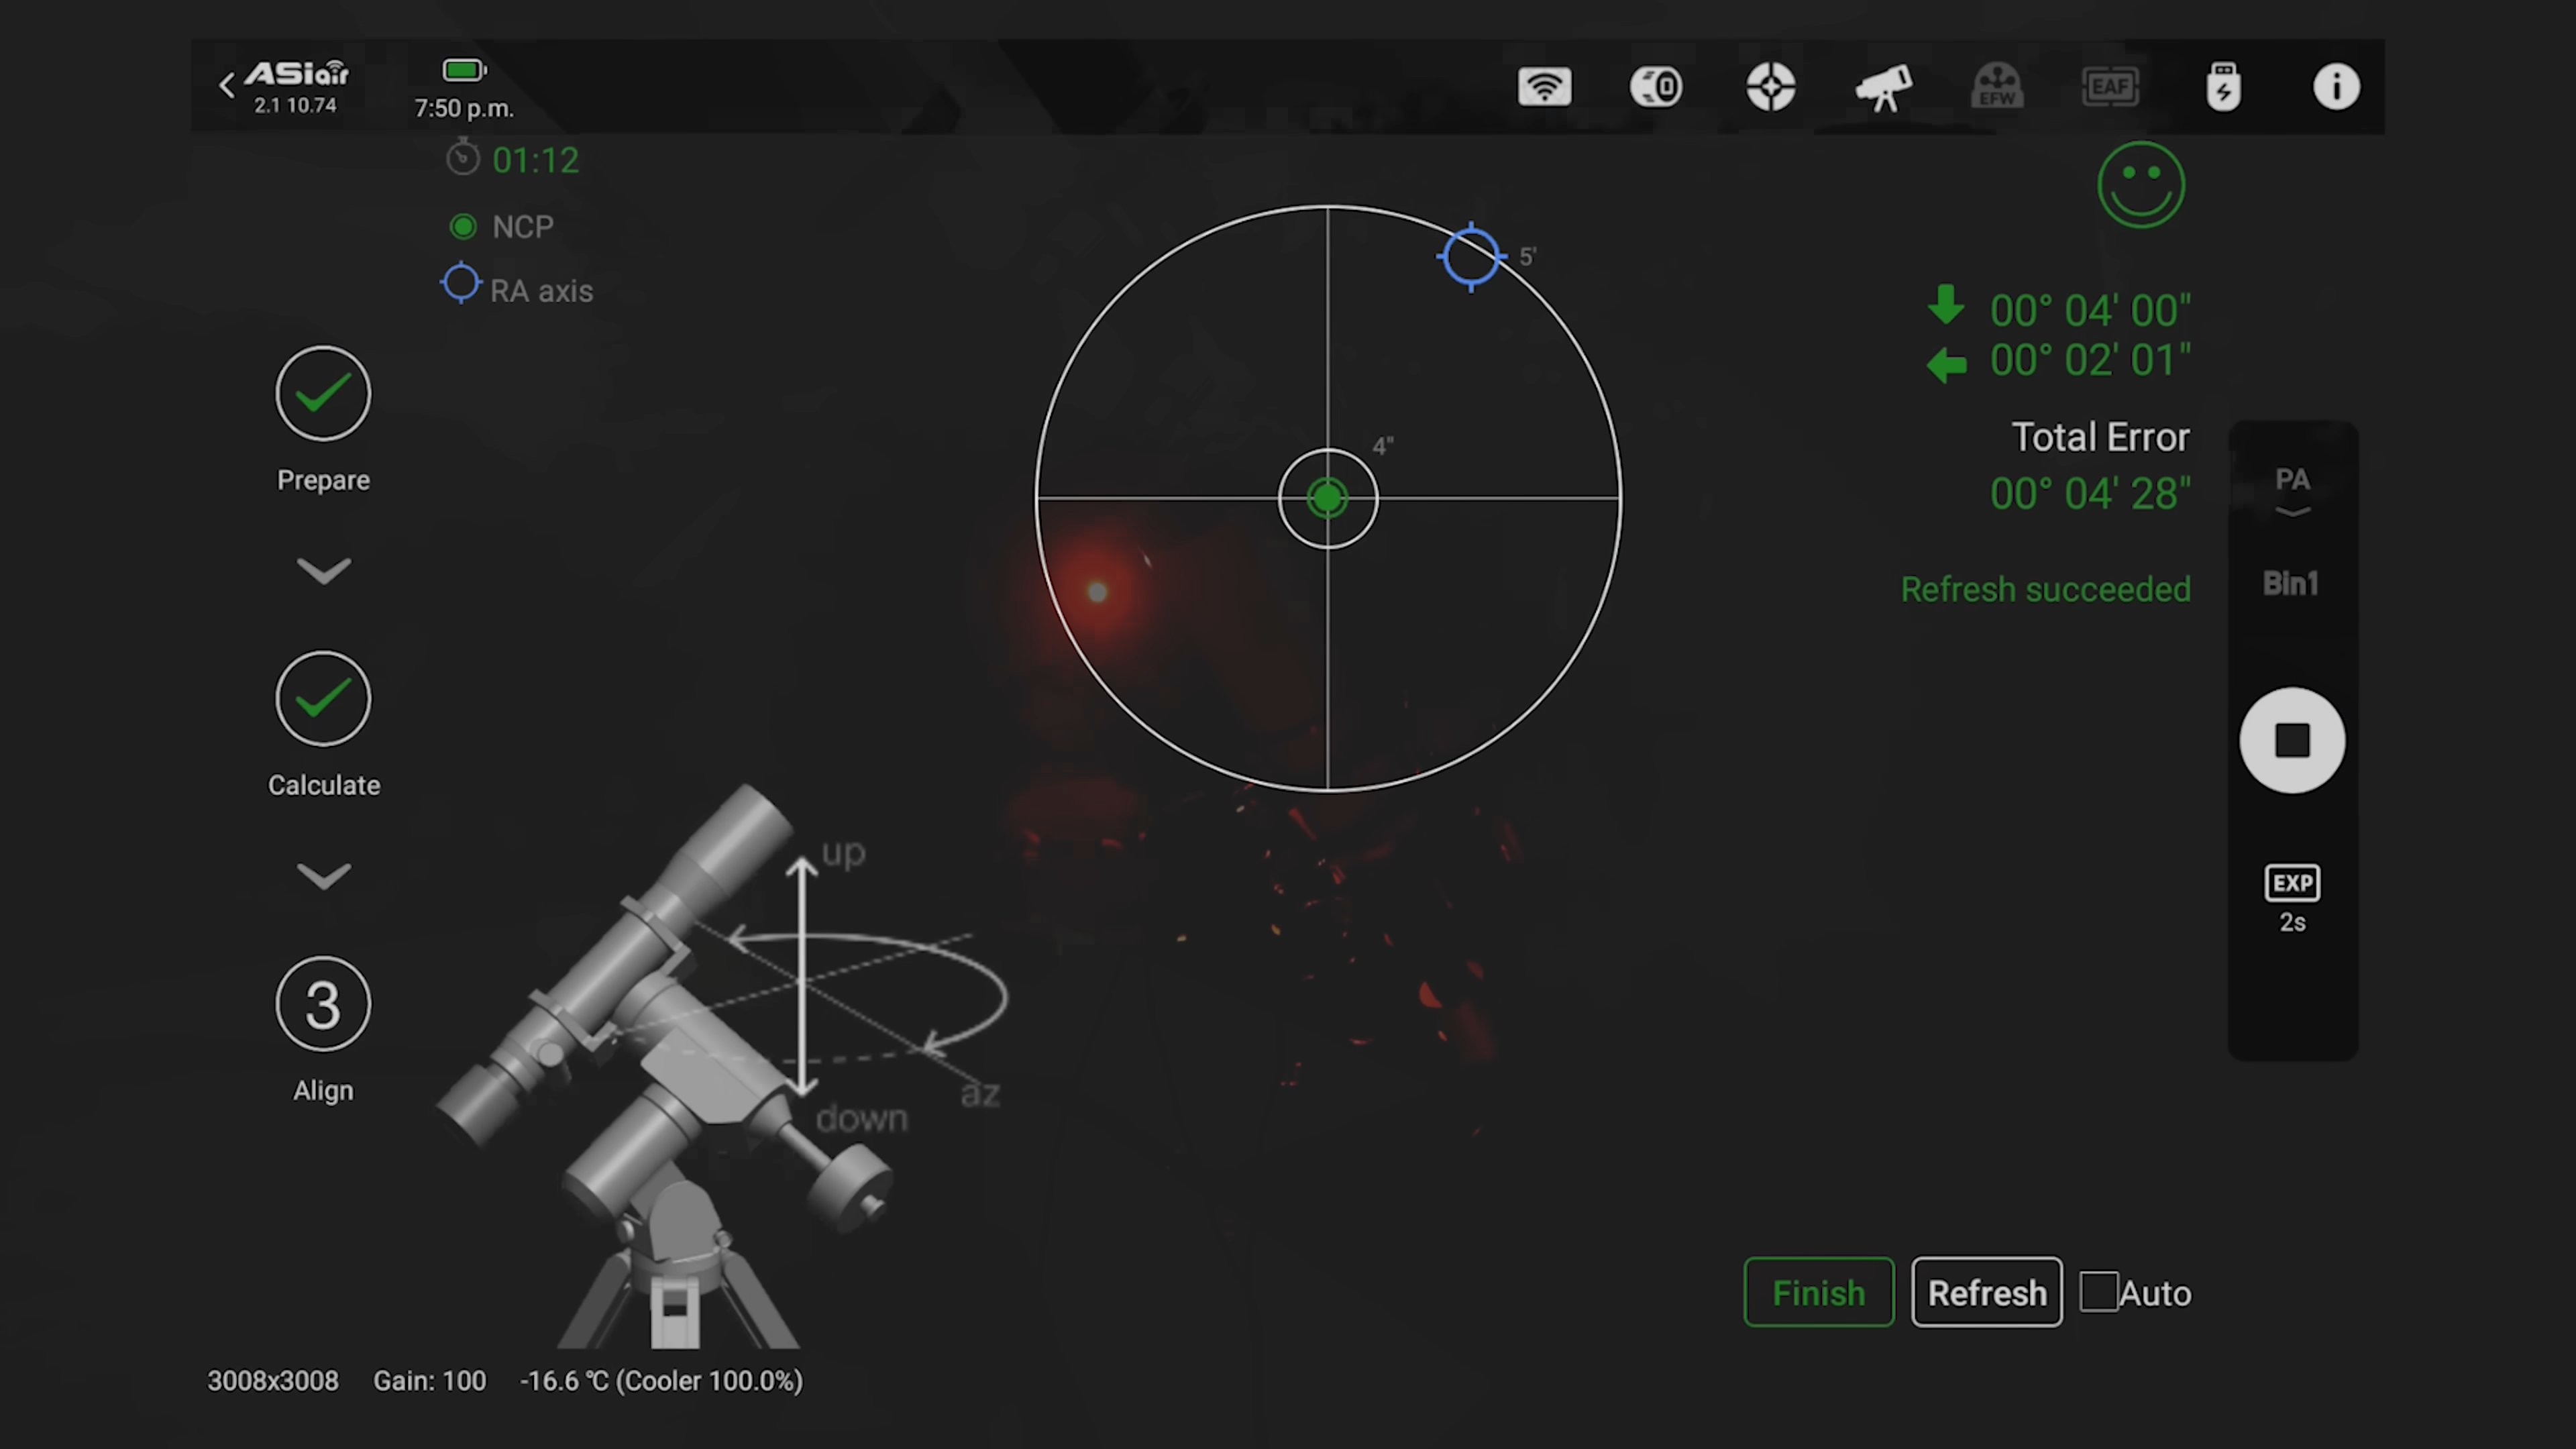 ASiair
2.1 10.74
7:50 p.m.
EFW
EAF
01:12
NCP
RA axis
5'
00° 04' 00"
00° 02' 01"
4"
Total Error
00° 04' 28"
Refresh succeeded
Prepare
Calculate
3
Align
up
down
az
PA
Bin1
EXP
2s
Finish
Refresh
Auto
3008x3008 Gain: 100 -16.6 ℃ (Cooler 100.0%)